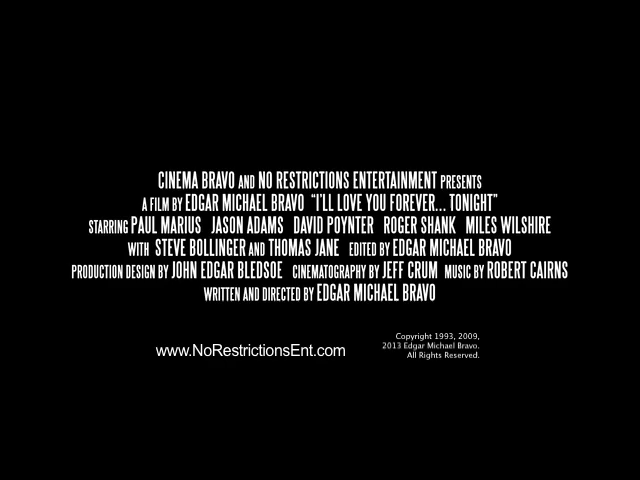 CINEMA BRAVO AND NO RESTRICTIONS ENTERTAINMENT PRESENTS
A FILM BY EDGAR MICHAEL BRAVO "I'LL LOVE YOU FOREVER... TONIGHT"
STARRING PAUL MARIUS JASON ADAMS DAVID POYNTER ROGER SHANK MILES WILSHIRE
WITH STEVE BOLLINGER AND THOMAS JANE EDITED BY EDGAR MICHAEL BRAVO
PRODUCTION DESIGN BY JOHN EDGAR BLEDSOE CINEMATOGRAPHY BY JEFF CRUM MUSIC BY ROBERT CAIRNS
WRITTEN AND DIRECTED BY EDGAR MICHAEL BRAVO
www.NoRestrictionsEnt.com
Copyright 1993, 2009,
2013 Edgar Michael Bravo.
All Rights Reserved.